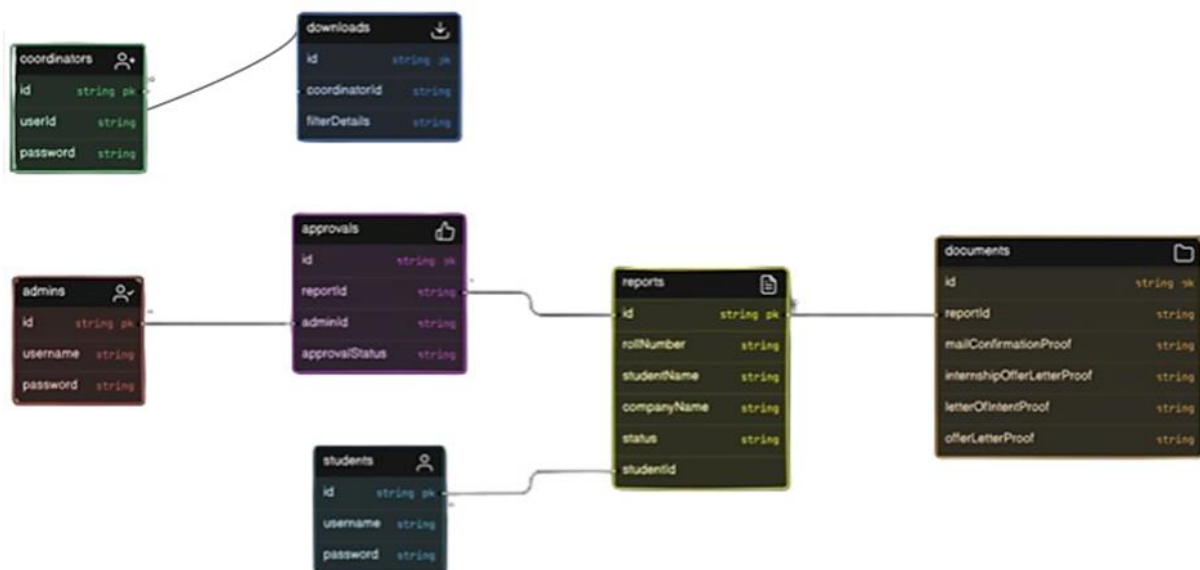 coordinators
id string pk
userId string
password string
downloads
id string pk
coordinatorId string
filterDetails string
admins
id string pk
username string
password string
approvals
id string pk
reportId string
adminId string
approvalStatus string
students
id string pk
username string
password string
reports
id string pk
rollNumber string
studentName string
companyName string
status string
studentId
documents
id string pk
reportId string
mailConfirmationProof string
internshipOfferLetterProof string
letterOfIntentProof string
offerLetterProof string